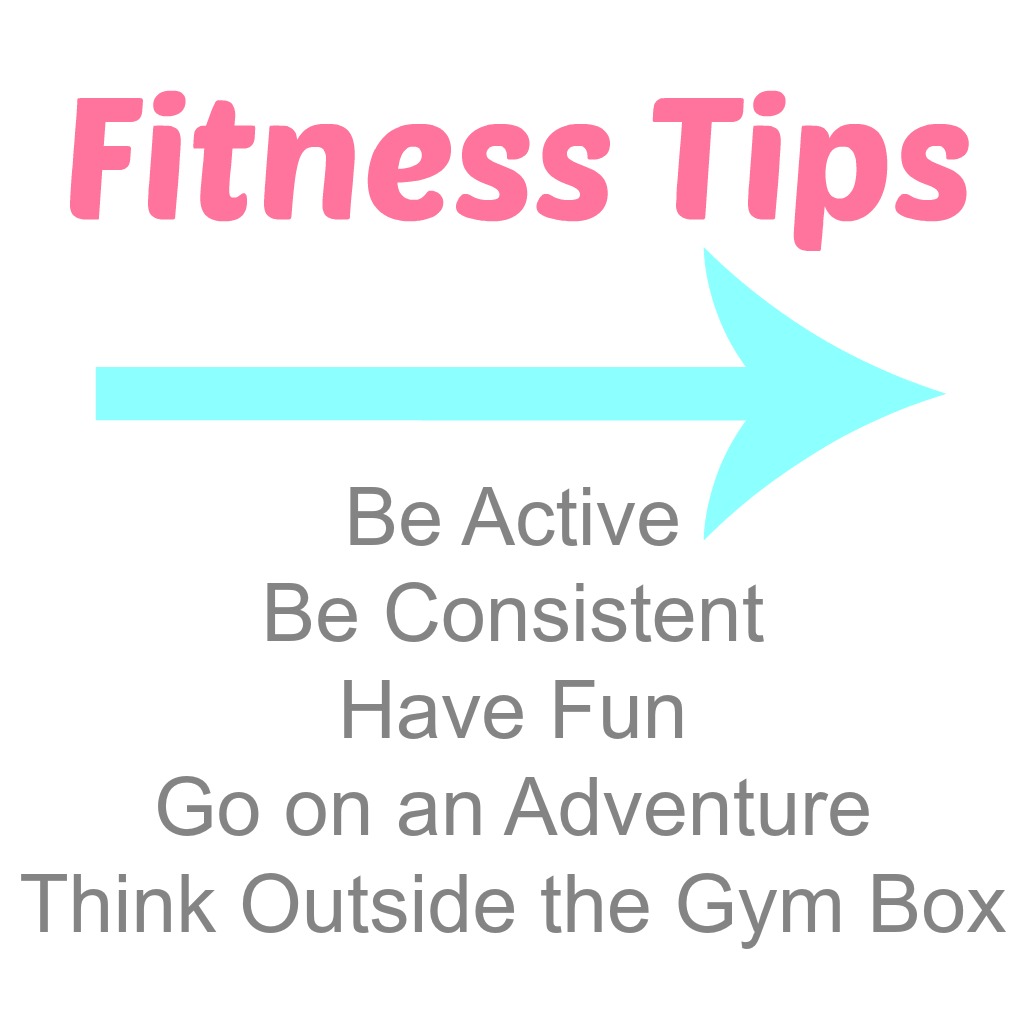 Fitness Tips
Be Active
Be Consistent
Have Fun
Go on an Adventure
Think Outside the Gym Box